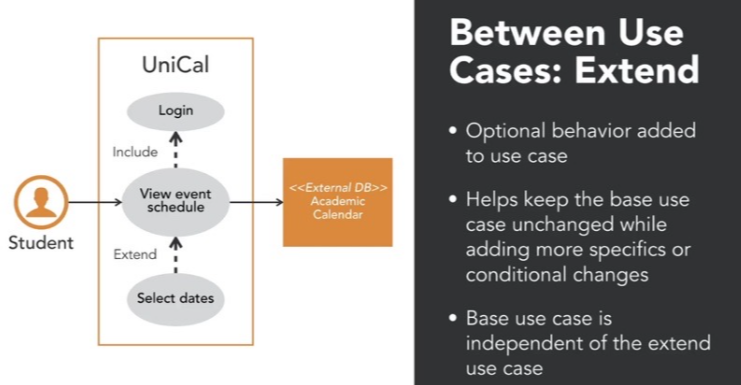 UniCal
Login
Include
View event
schedule
Student
<<External DB>>
Academic
Calendar
Extend
Select dates
Between Use
Cases: Extend
• Optional behavior added
to use case
• Helps keep the base use
case unchanged while
adding more specifics or
conditional changes
• Base use case is
independent of the extend
use case